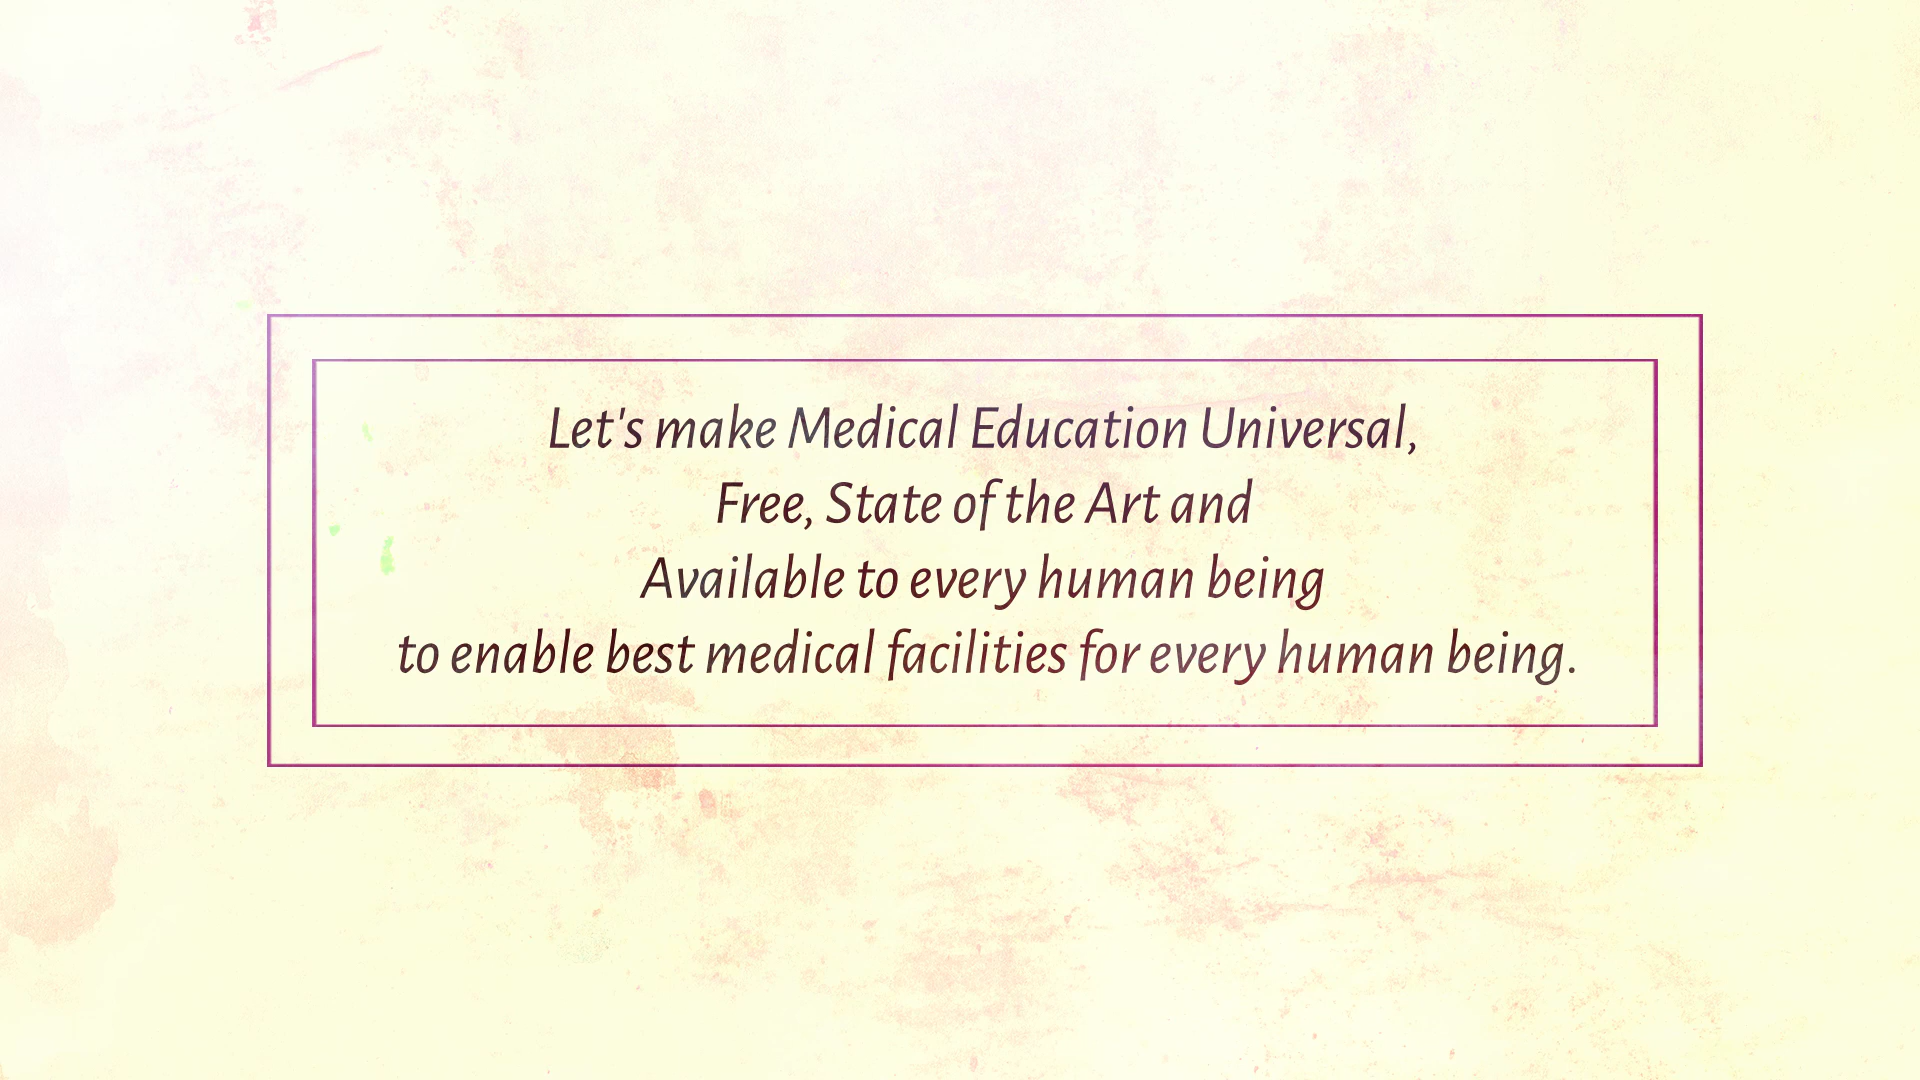 Let's make Medical Education Universal,
Free, State of the Art and
Available to every human being
to enable best medical facilities for every human being.